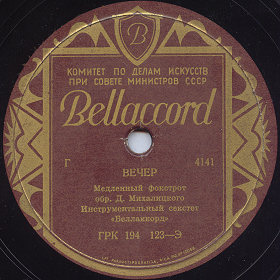 B
КОМИТЕТ ПО ДЕЛАМ ИСКУССТВ
ПРИ СОВЕТЕ МИНИСТРОВ СССР
Bellaccord
Г 4141
ВЕЧЕР
Медленный фокстрот
обр. Д. Михалицкого
Инструментальный секстет
«Беллаккорд»
ГРК 194 123—Э